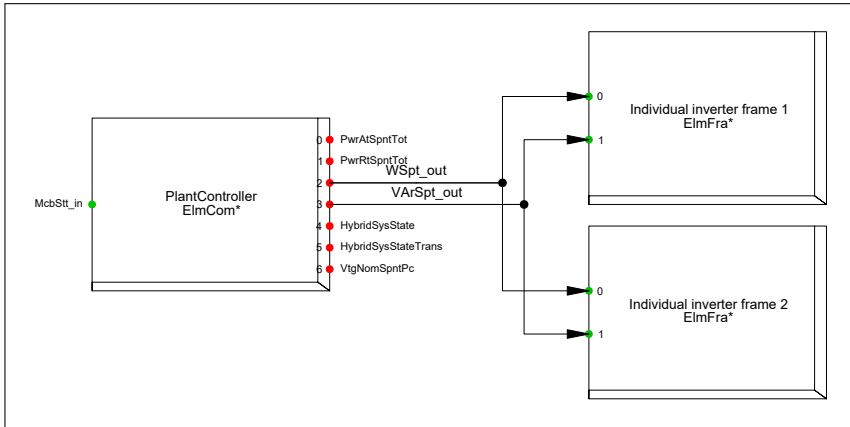 McbStt_in
PlantController
ElmCom*
0
PwrAtSpntTot
1
PwrRtSpntTot
2
WSpt_out
3
VArSpt_out
4
HybridSysState
5
HybridSysStateTrans
6
VtgNomSpntPc
0
1
Individual inverter frame 1
ElmFra*
0
1
Individual inverter frame 2
ElmFra*